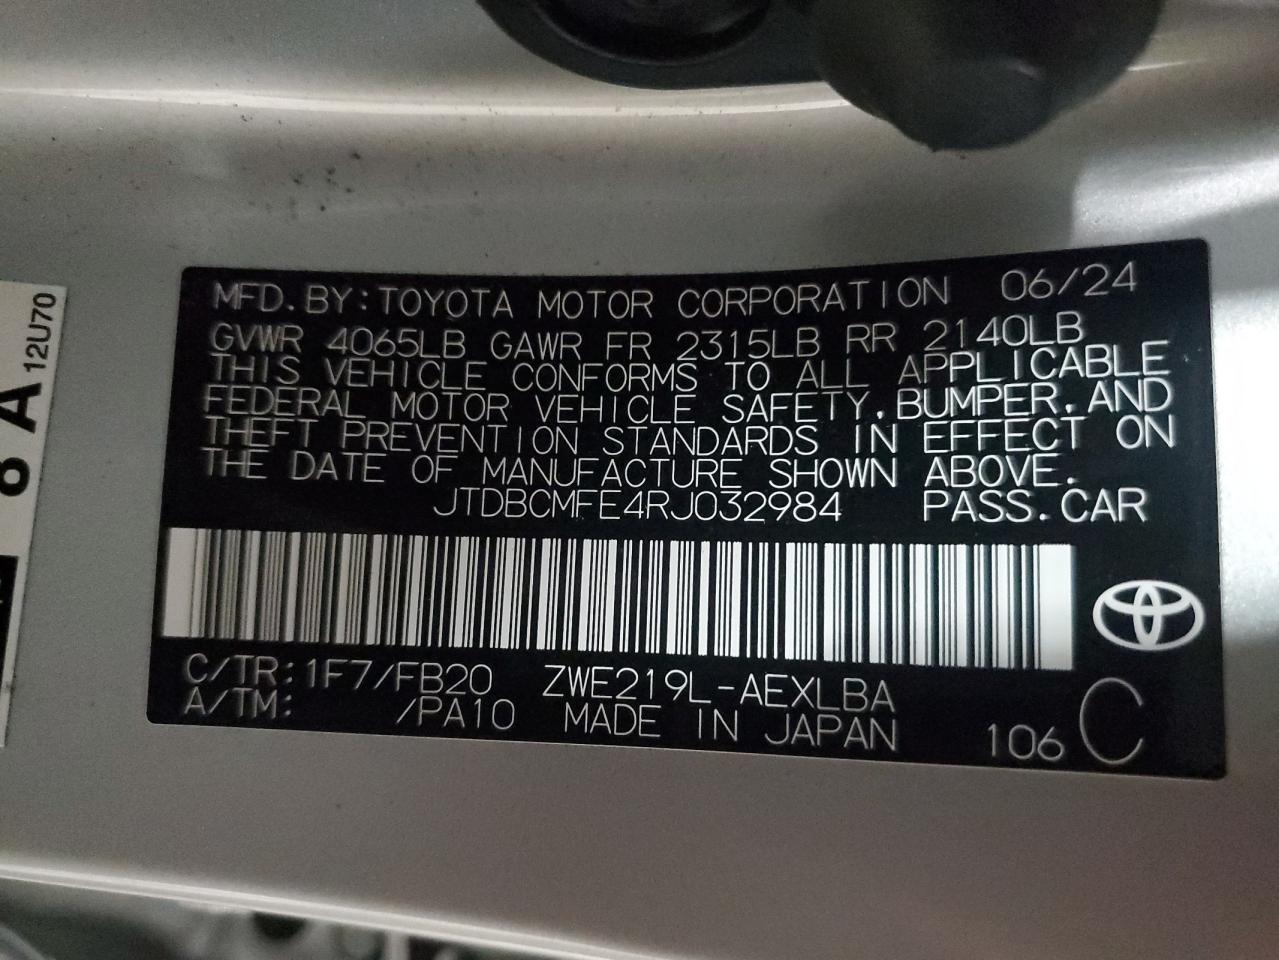 MFD.BY:TOYOTA MOTOR CORPORATION 06/24
GVWR 4065LB GAWR FR 2315LB RR 2140LB
THIS VEHICLE CONFORMS TO ALL APPLICABLE
FEDERAL MOTOR VEHICLE SAFETY,BUMPER,AND
THEFT PREVENTION STANDARDS IN EFFECT ON
THE DATE OF MANUFACTURE SHOWN ABOVE.
JTDBCMFE4RJ032984 PASS.CAR
C/TR:1F7/FB20 ZWE219L-AEXLBA
A/TM: /PA10 MADE IN JAPAN 106 C
8 A
12U70